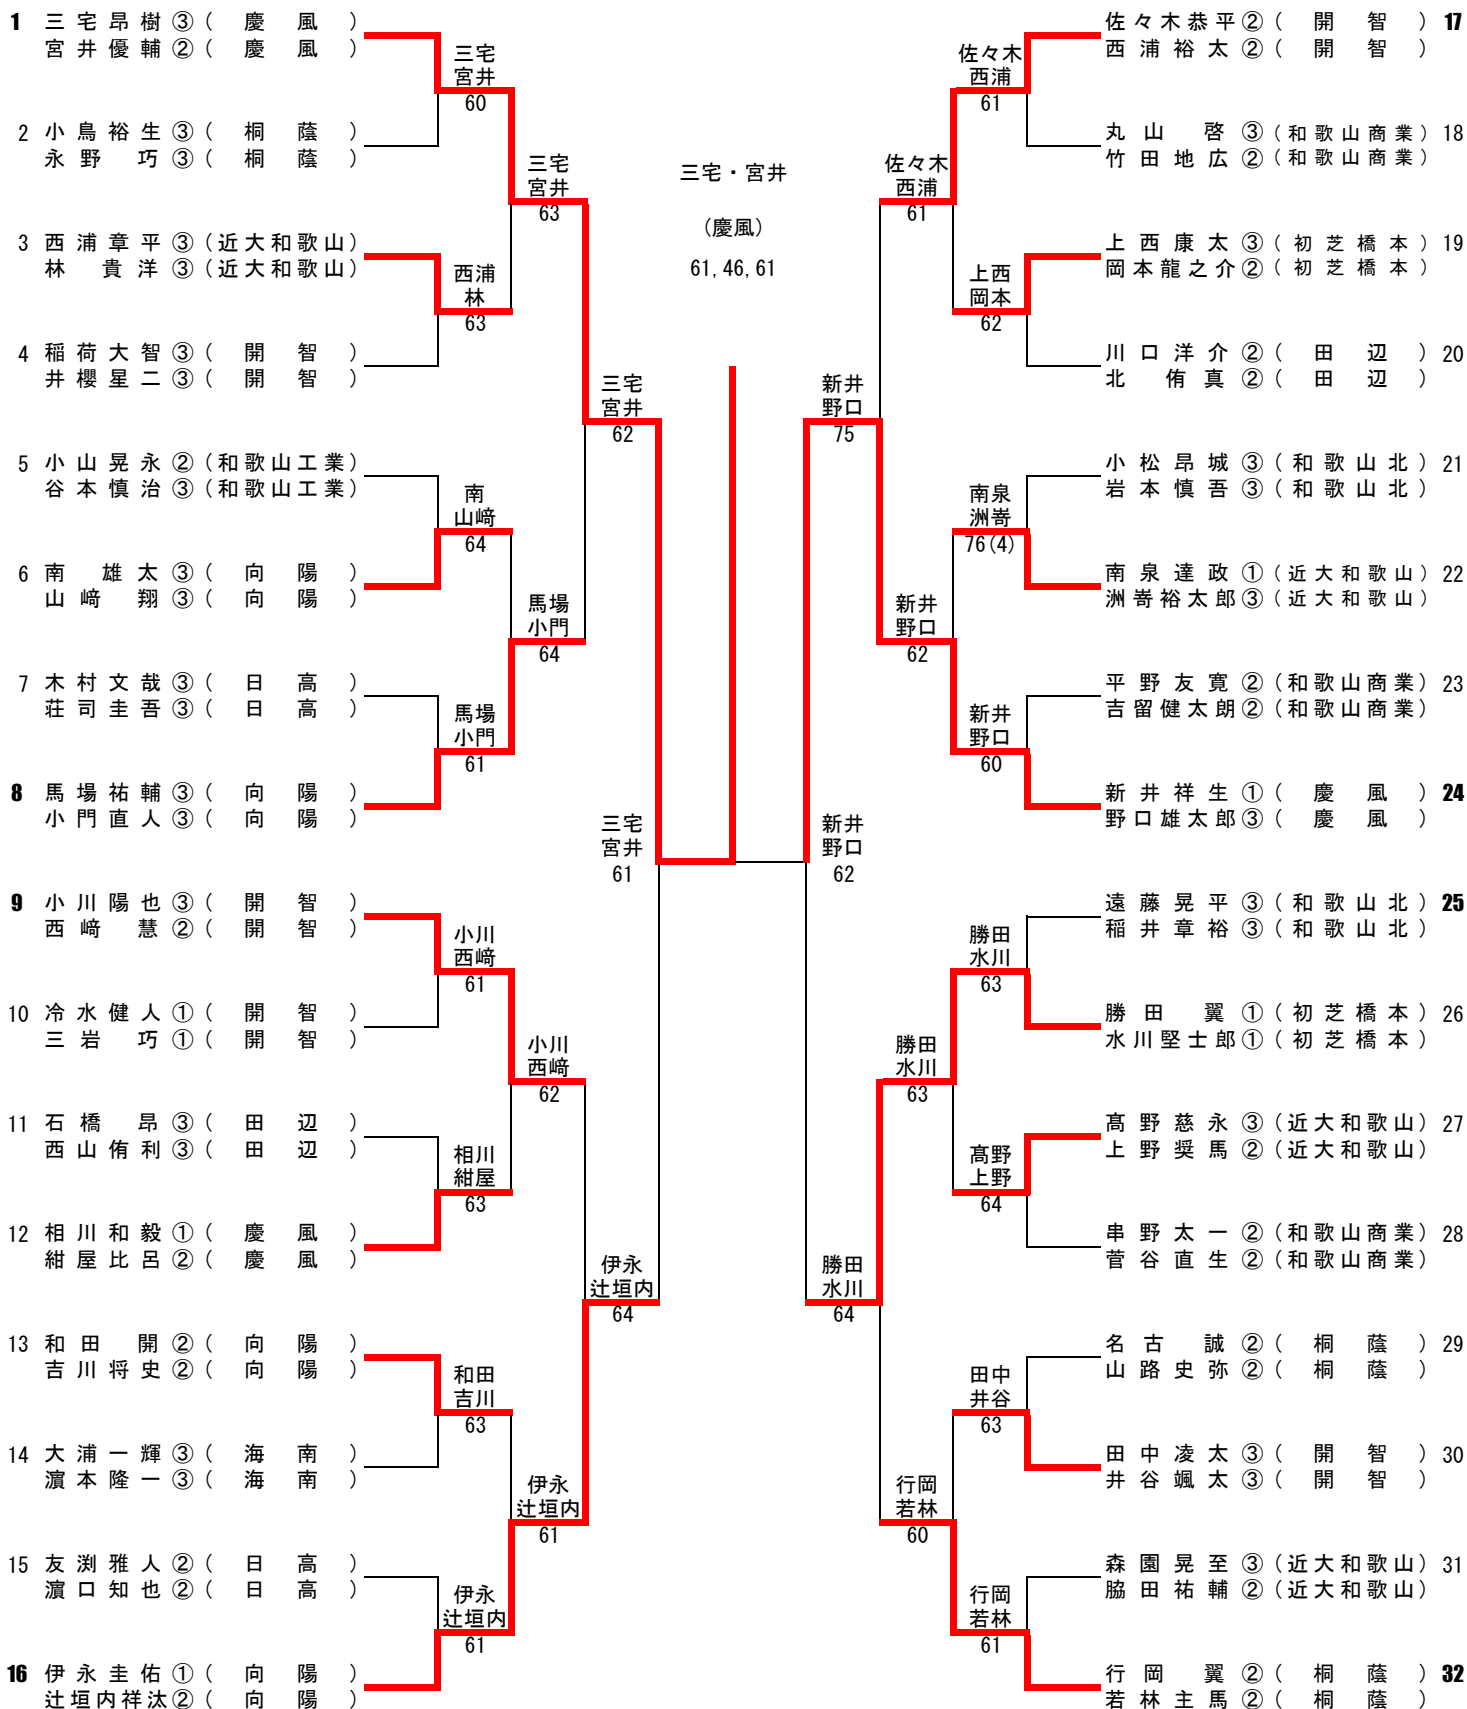 1 三宅昂樹③(慶風)
宮井優輔②(慶風)
2 小鳥裕生③(桐蔭)
永野巧③(桐蔭)
3 西浦章平③(近大和歌山)
林貴洋③(近大和歌山)
4 稲荷大智③(開智)
井櫻星二③(開智)
5 小山晃永②(和歌山工業)
谷本慎治③(和歌山工業)
6 南雄太③(向陽)
山﨑翔③(向陽)
7 木村文哉③(日高)
荘司圭吾③(日高)
8 馬場祐輔③(向陽)
小門直人③(向陽)
9 小川陽也③(開智)
西﨑慧②(開智)
10 冷水健人①(開智)
三岩巧①(開智)
11 石橋昂③(田辺)
西山侑利③(田辺)
12 相川和毅①(慶風)
紺屋比呂②(慶風)
13 和田開②(向陽)
吉川将史②(向陽)
14 大浦一輝③(海南)
濵本隆一③(海南)
15 友渕雅人②(日高)
濵口知也②(日高)
16 伊永圭佑①(向陽)
辻垣内祥汰②(向陽)
三宅
宮井
60
西浦
林
63
南
山﨑
64
馬場
小門
61
小川
西﨑
61
相川
紺屋
63
和田
吉川
63
伊永
辻垣内
61
三宅
宮井
63
馬場
小門
64
小川
西﨑
62
伊永
辻垣内
61
三宅
宮井
62
伊永
辻垣内
64
三宅
宮井
61
三宅・宮井
(慶風)
61,46,61
新井
野口
62
新井
野口
75
勝田
水川
64
佐々木
西浦
61
新井
野口
62
勝田
水川
63
行岡
若林
60
佐々木
西浦
61
上西
岡本
62
南泉
洲嵜
76(4)
新井
野口
60
勝田
水川
63
髙野
上野
64
田中
井谷
63
行岡
若林
61
佐々木恭平②(開智) 17
西浦裕太②(開智)
丸山啓③(和歌山商業) 18
竹田地広②(和歌山商業)
上西康太③(初芝橋本) 19
岡本龍之介②(初芝橋本)
川口洋介②(田辺) 20
北侑真②(田辺)
小松昂城③(和歌山北) 21
岩本慎吾③(和歌山北)
南泉達政①(近大和歌山) 22
洲嵜裕太郎③(近大和歌山)
平野友寛②(和歌山商業) 23
吉留健太朗②(和歌山商業)
新井祥生①(慶風) 24
野口雄太郎③(慶風)
遠藤晃平③(和歌山北) 25
稲井章裕③(和歌山北)
勝田翼①(初芝橋本) 26
水川堅士郎①(初芝橋本)
髙野慈永③(近大和歌山) 27
上野奨馬②(近大和歌山)
串野太一②(和歌山商業) 28
菅谷直生②(和歌山商業)
名古誠②(桐蔭) 29
山路史弥②(桐蔭)
田中凌太③(開智) 30
井谷颯太③(開智)
森園晃至③(近大和歌山) 31
脇田祐輔②(近大和歌山)
行岡翼②(桐蔭) 32
若林主馬②(桐蔭)